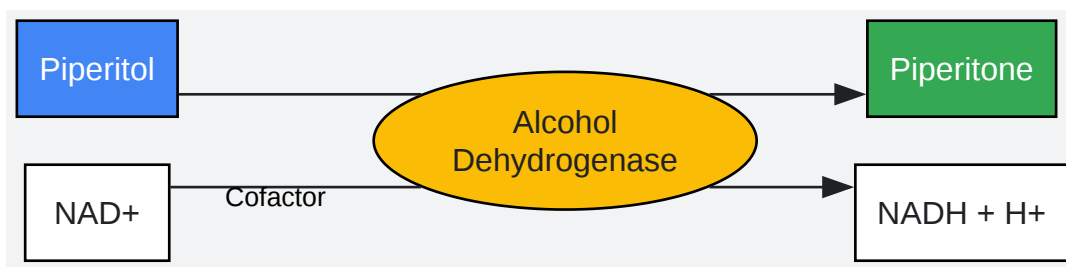 Piperitol
Piperitone
Alcohol
Dehydrogenase
Cofactor
NAD+
NADH + H+